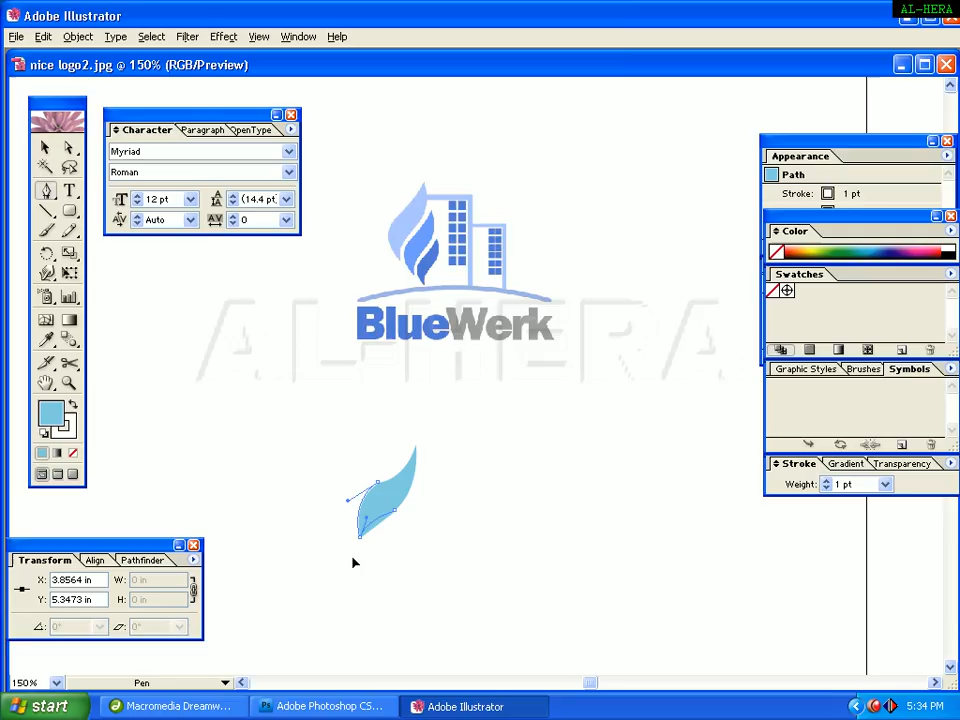 AL-HERA
Adobe Illustrator
File Edit Object Type Select Filter Effect View Window Help
nice logo2.jpg @ 150% (RGB/Preview)
Character Paragraph OpenType
Myriad
Roman
12 pt (14.4 pt)
Auto 0
Appearance
Path
Stroke: 1 pt
Color
Swatches
BlueWerk
AL-HERA
Graphic Styles Brushes Symbols
Stroke Gradient Transparency
Weight: 1 pt
Transform Align Pathfinder
X: 3.8564 in W: 0 in
Y: 5.3473 in H: 0 in
0° 0°
150% Pen
start Macromedia Dreamw... Adobe Photoshop CS... Adobe Illustrator 5:34 PM